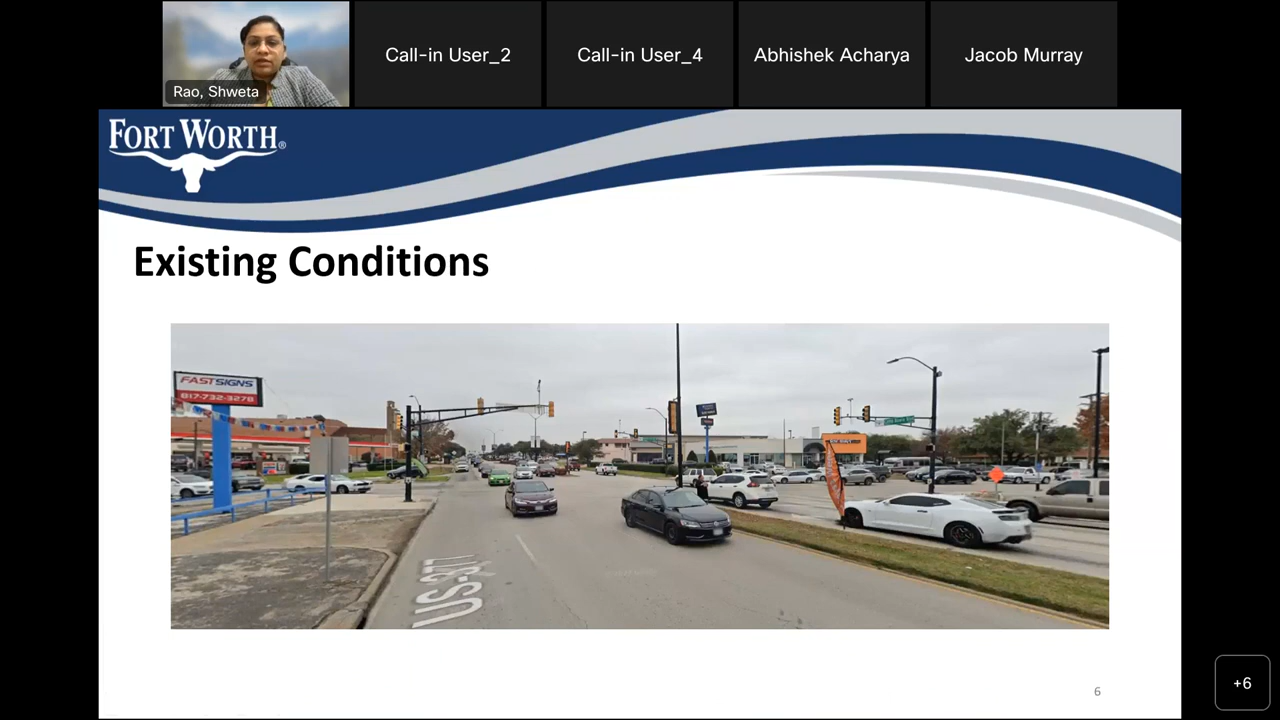 Rao, Shweta
Call-in User_2
Call-in User_4
Abhishek Acharya
Jacob Murray
FORT WORTH®
Existing Conditions
FASTSIGNS
817-732-3278
US-377
6
+6